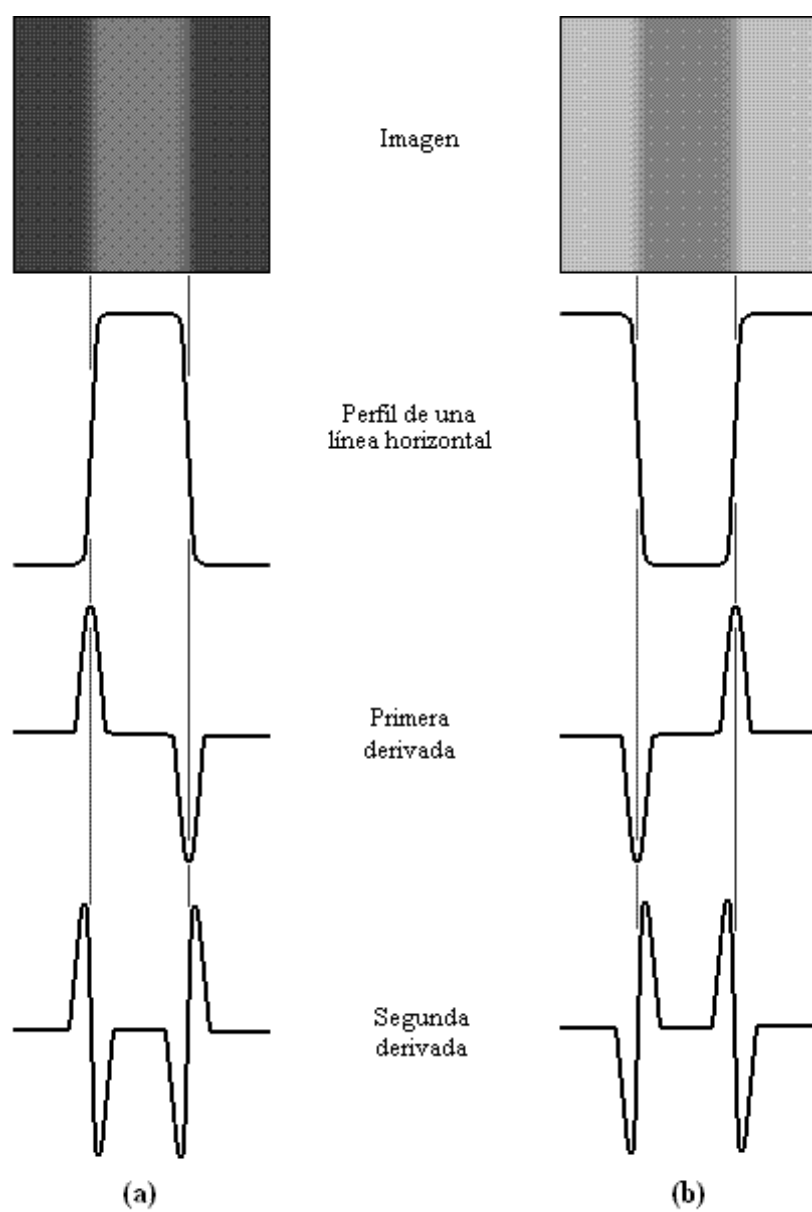 Imagen
Perfil de una
línea horizontal
Primera
derivada
Segunda
derivada
(a)
(b)